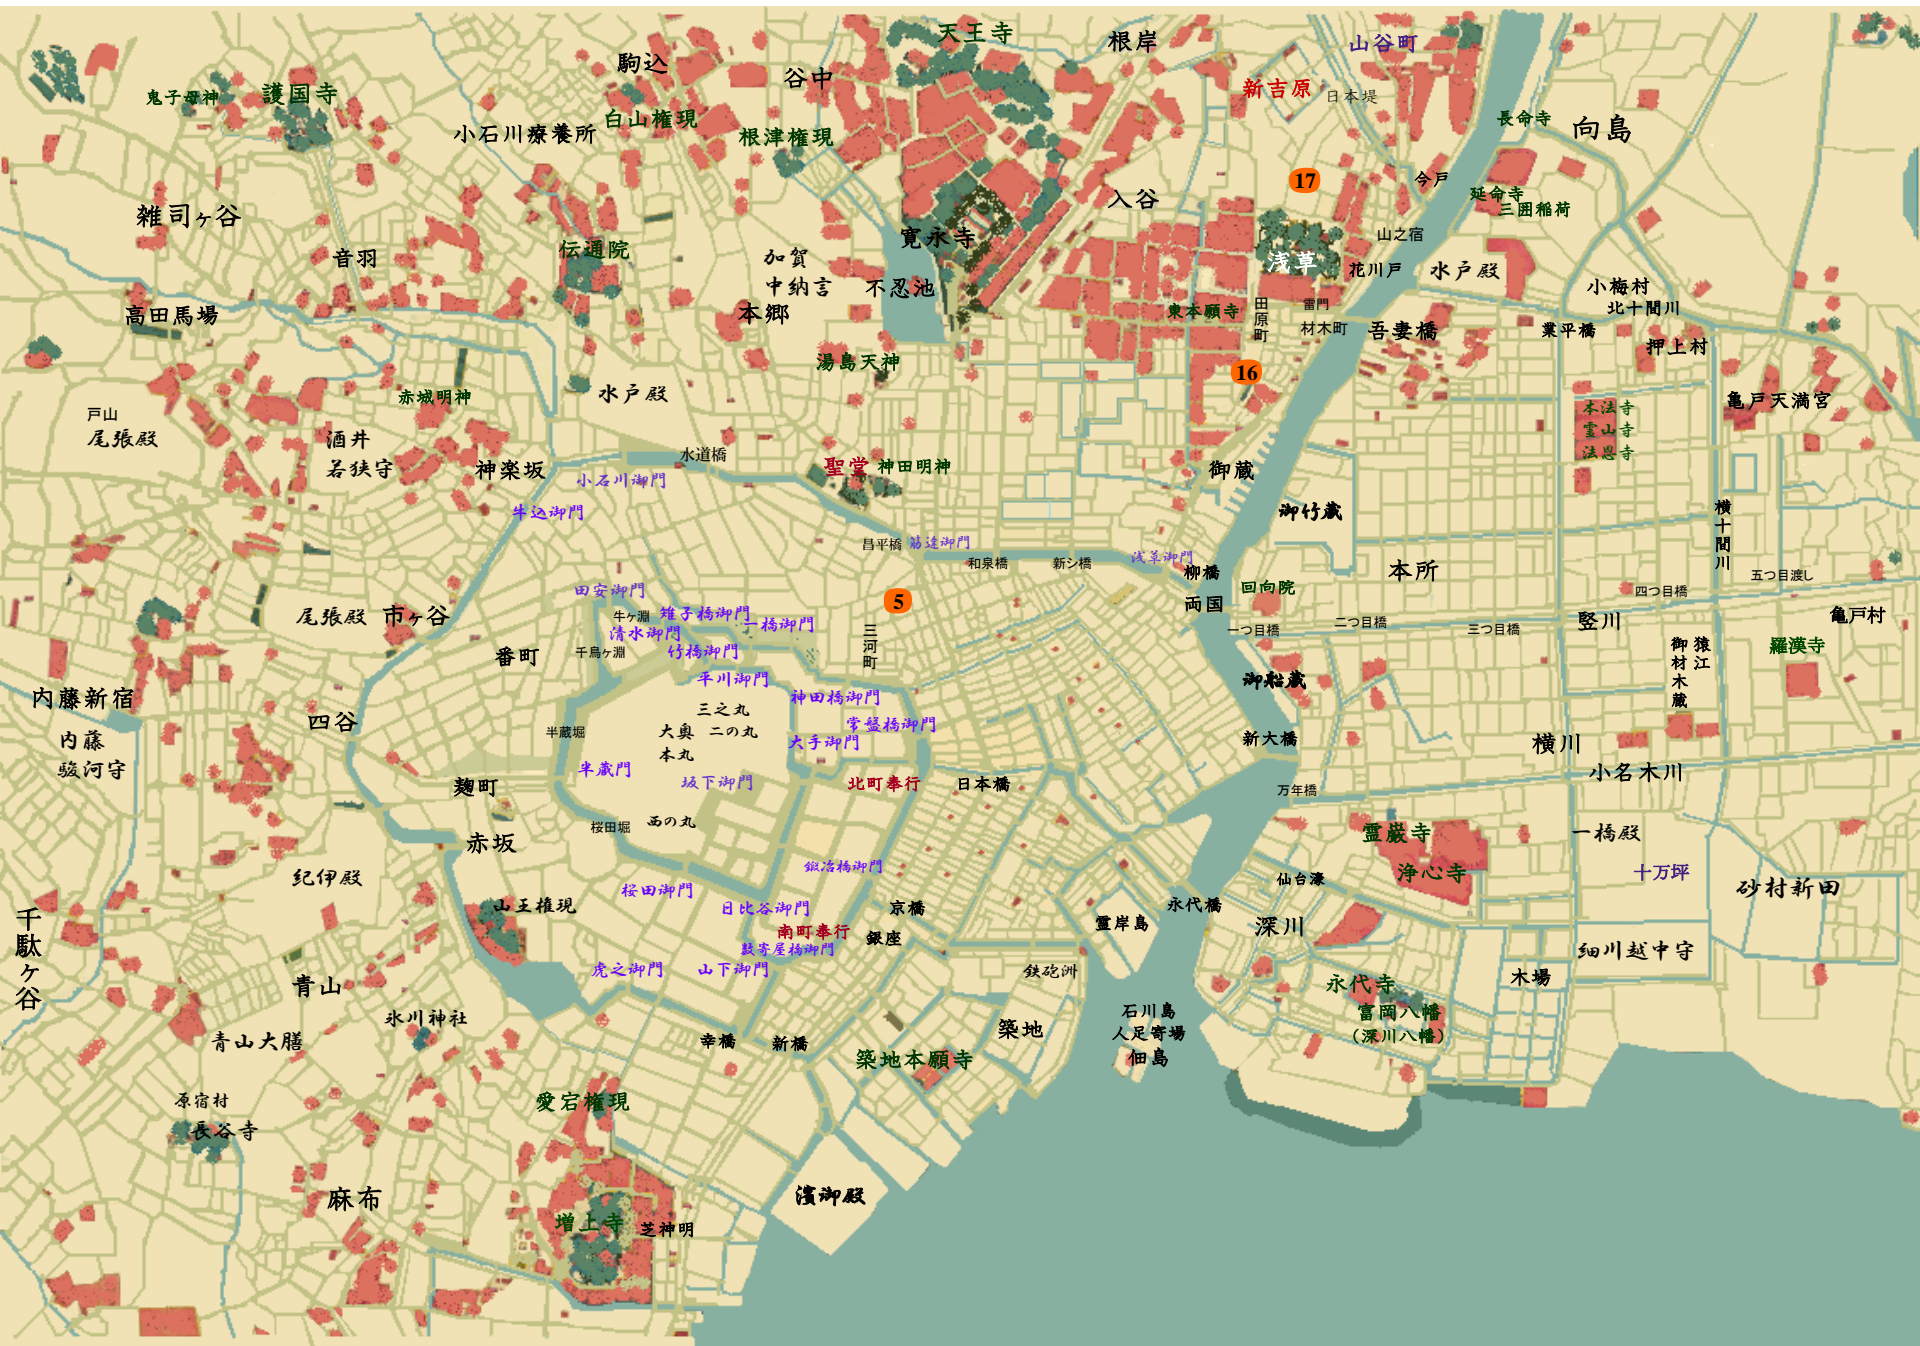 天王寺
根岸
山谷町
駒込
谷中
新吉原
日本堤
鬼子母神
護国寺
小石川療養所
白山権現
根津権現
長命寺
向島
17
今戸
延命寺
三囲稲荷
入谷
雑司ヶ谷
音羽
伝通院
加賀
中納言
本郷
寛永寺
不忍池
浅草
山之宿
花川戸
水戸殿
小梅村
北十間川
高田馬場
東本願寺
田原町
雷門
材木町
吾妻橋
業平橋
押上村
湯島天神
16
赤城明神
水戸殿
亀戸天満宮
本法寺
霊山寺
法恩寺
戸山
尾張殿
酒井
若狭守
神楽坂
水道橋
聖堂
神田明神
御蔵
小石川御門
牛込御門
御竹蔵
横十間川
昌平橋
筋違御門
和泉橋
新シ橋
浅草御門
柳橋
両国
回向院
本所
五つ目渡し
四つ目橋
田安御門
5
尾張殿
市ヶ谷
牛ヶ淵
雉子橋御門
一橋御門
清水御門
三河町
一つ目橋
二つ目橋
三つ目橋
竪川
亀戸村
番町
千鳥ヶ淵
竹橋御門
猿江
御材木蔵
羅漢寺
平川御門
御船蔵
内藤新宿
神田橋御門
四谷
三之丸
常盤橋御門
半蔵堀
大奥
二の丸
大手御門
新大橋
横川
内藤
駿河守
本丸
半蔵門
坂下御門
北町奉行
日本橋
小名木川
麹町
万年橋
桜田堀
西の丸
赤坂
霊巌寺
一橋殿
鍛冶橋御門
浄心寺
十万坪
砂村新田
紀伊殿
桜田御門
仙台濠
山王権現
日比谷御門
京橋
永代橋
千駄ヶ谷
南町奉行
銀座
霊岸島
深川
数寄屋橋御門
細川越中守
虎之御門
山下御門
鉄砲洲
木場
青山
永代寺
氷川神社
石川島
人足寄場
佃島
富岡八幡
(深川八幡)
築地
青山大膳
幸橋
新橋
築地本願寺
原宿村
愛宕権現
長谷寺
麻布
濱御殿
増上寺
芝神明